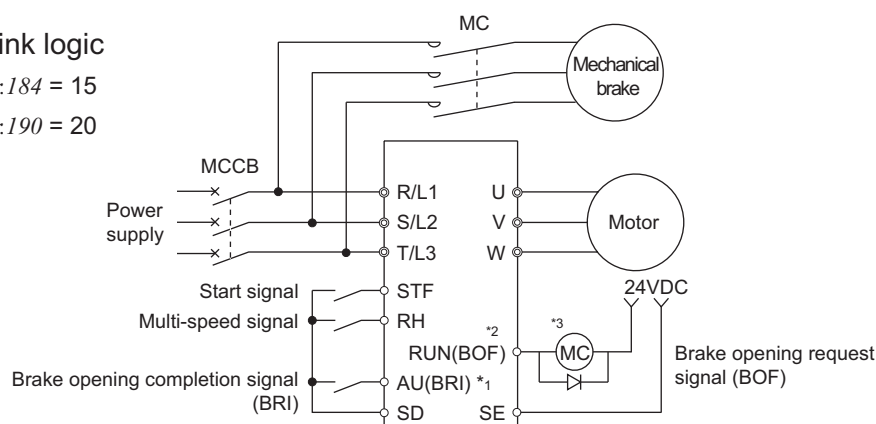 ink logic
:184 = 15
:190 = 20
MC
Mechanical
brake
MCCB
Power
supply
R/L1
S/L2
T/L3
U
V
W
Motor
Start signal
STF
Multi-speed signal
RH
24VDC
*2
*3
RUN(BOF)
MC
Brake opening request
signal (BOF)
Brake opening completion signal
(BRI)
AU(BRI) *1
SD
SE